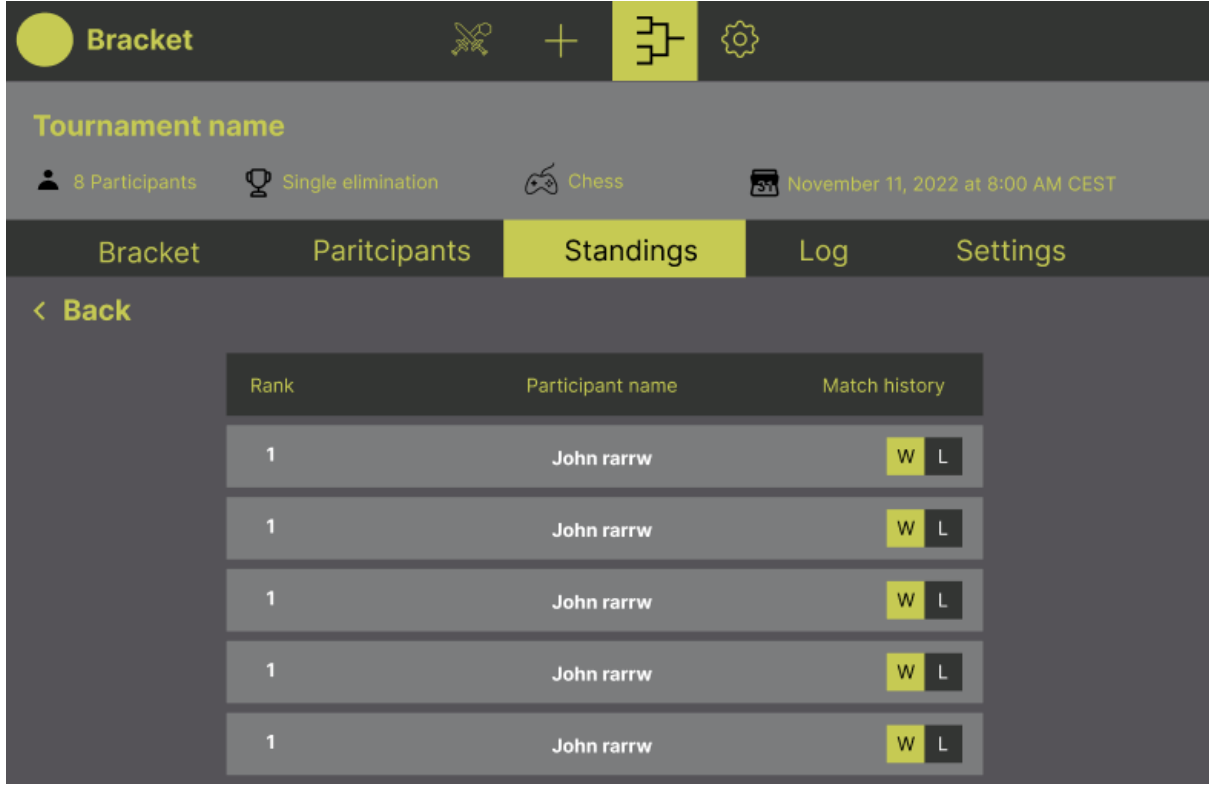 Bracket
Tournament name
8 Participants Single elimination Chess 31 November 11, 2022 at 8:00 AM CEST
Bracket Paritcipants Standings Log Settings
< Back
Rank Participant name Match history
1 John rarrw W L
1 John rarrw W L
1 John rarrw W L
1 John rarrw W L
1 John rarrw W L